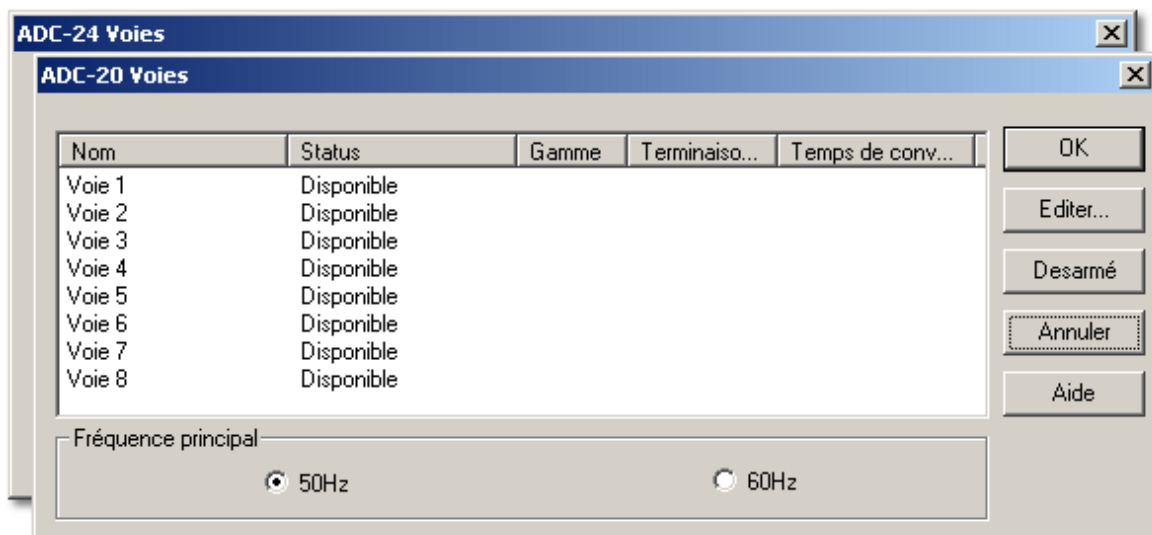 ADC-24 Voies
ADC-20 Voies
Nom Status Gamme Terminaiso... Temps de conv...
Voie 1 Disponible
Voie 2 Disponible
Voie 3 Disponible
Voie 4 Disponible
Voie 5 Disponible
Voie 6 Disponible
Voie 7 Disponible
Voie 8 Disponible
OK
Editer...
Desarmé
Annuler
Aide
Fréquence principal
50Hz 60Hz